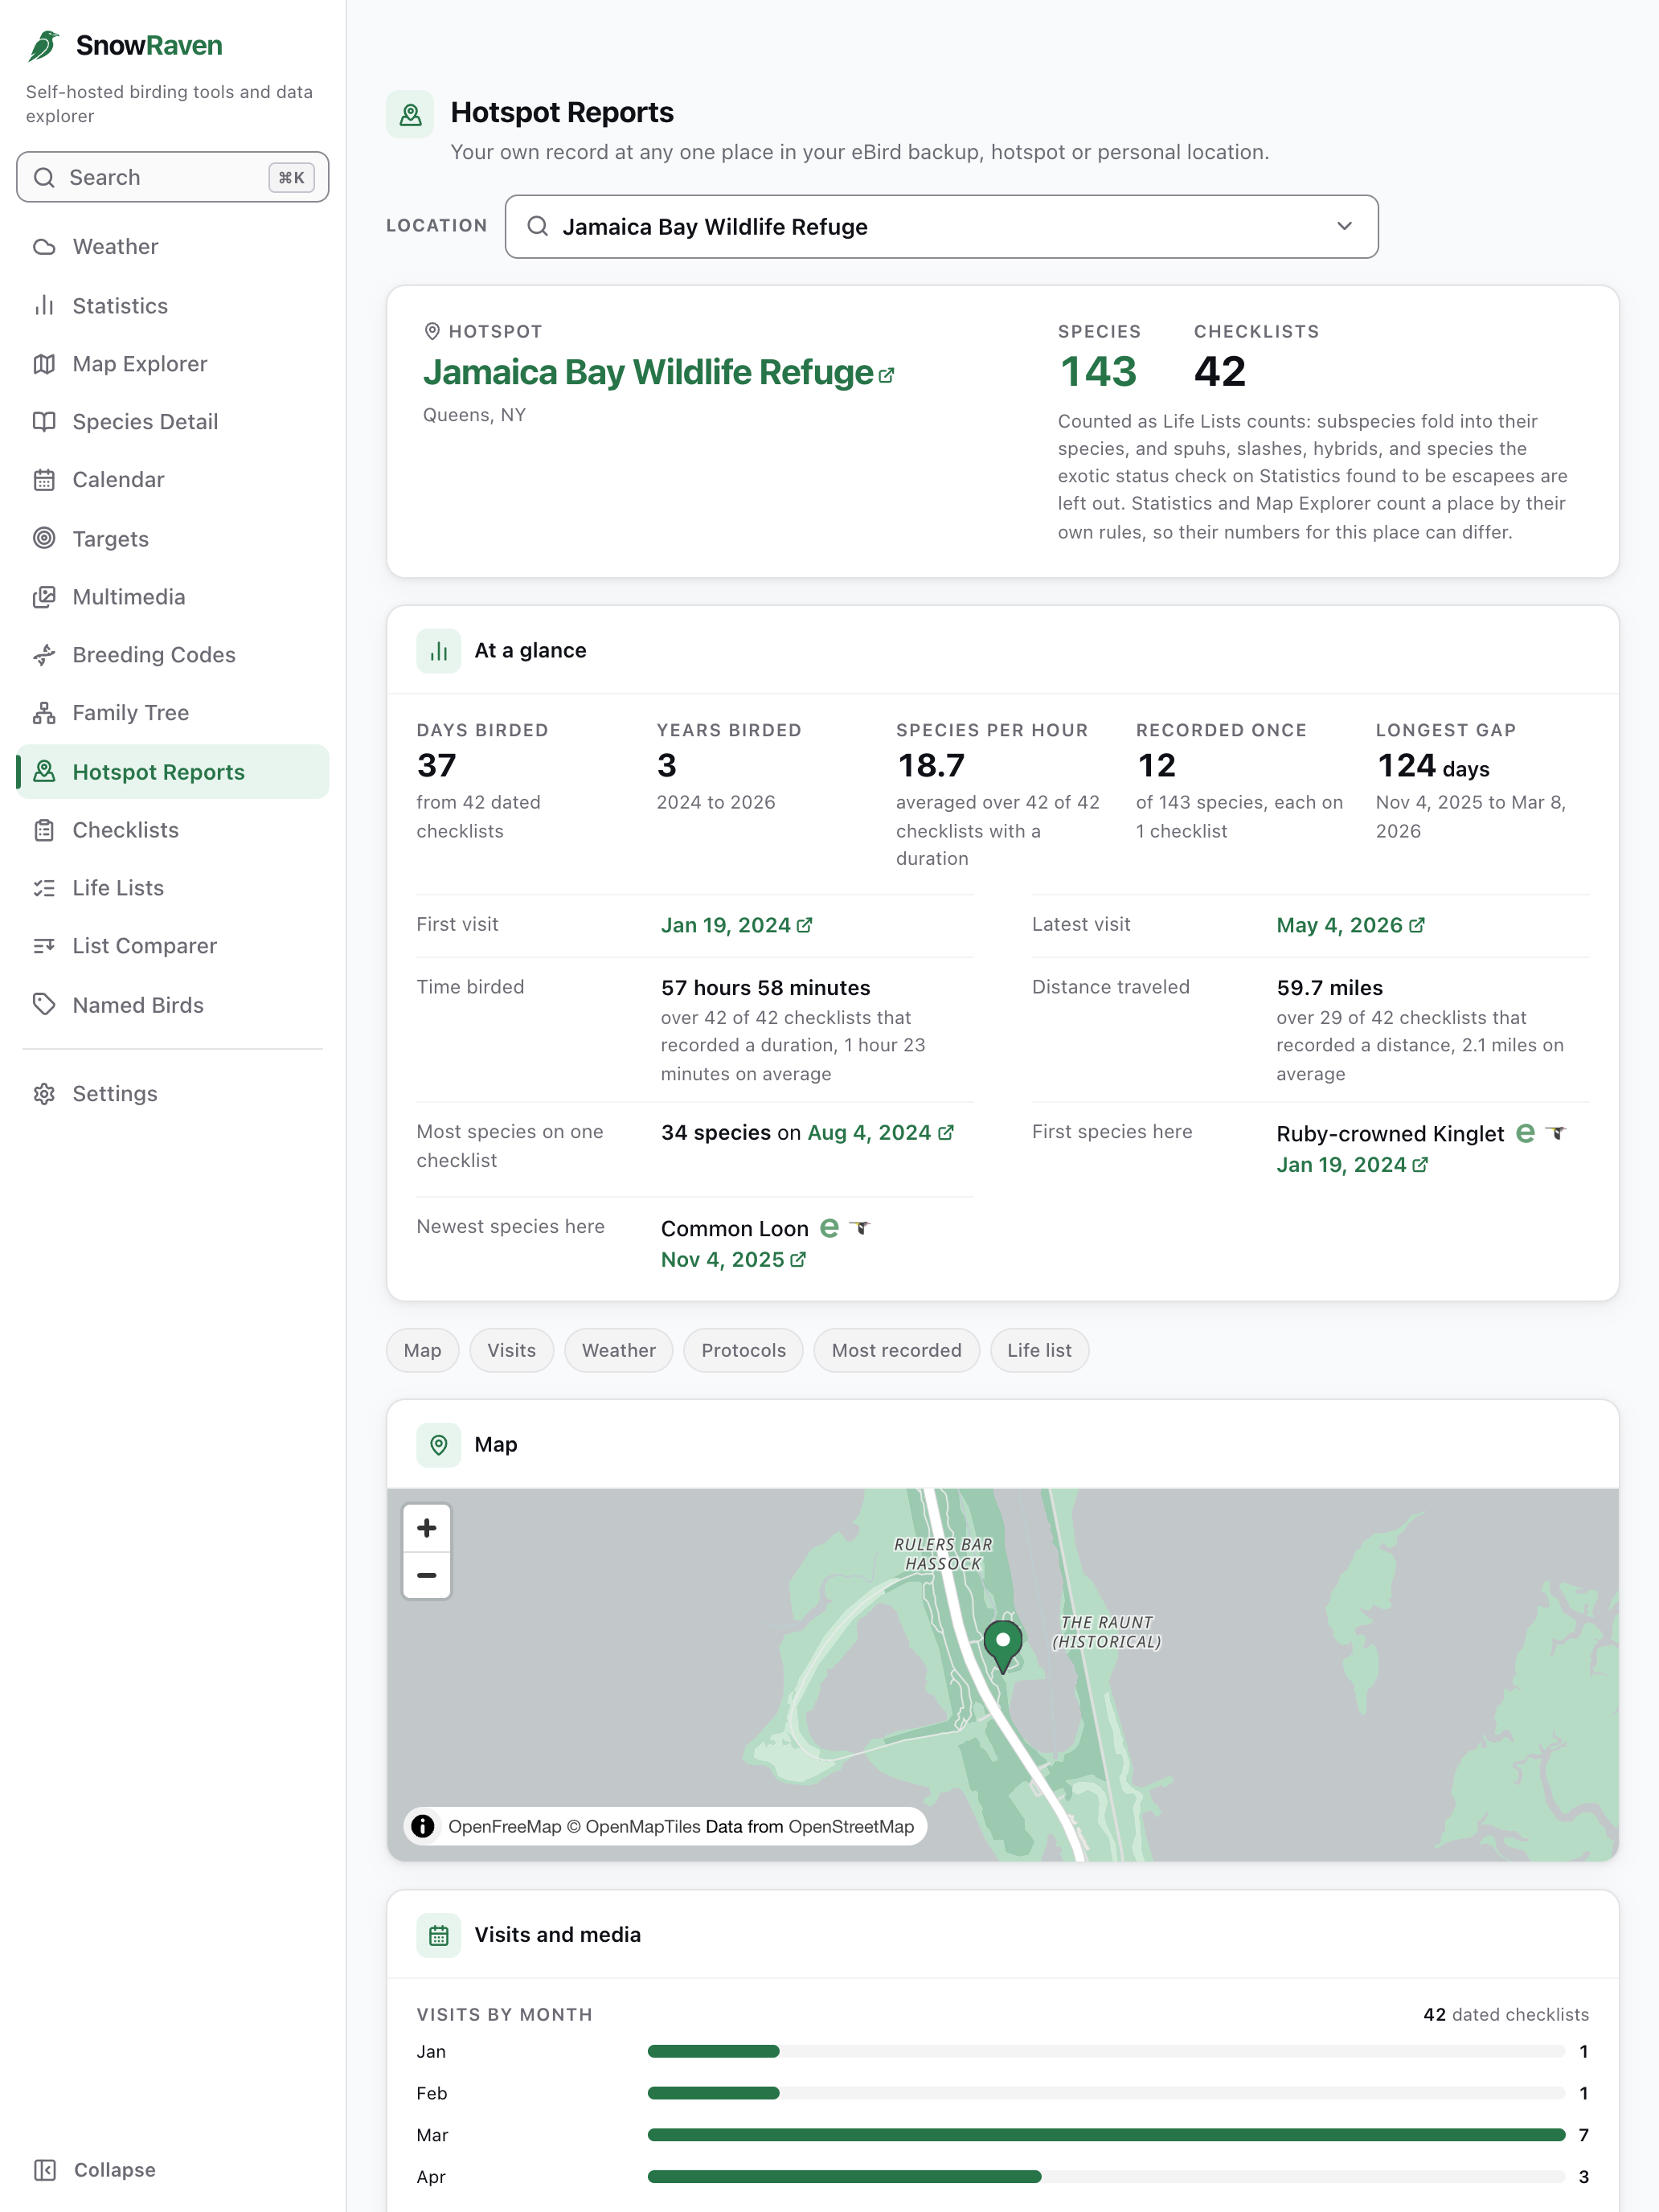 SnowRaven
Self-hosted birding tools and data
explorer
Search
⌘K
Weather
Statistics
Map Explorer
Species Detail
Calendar
Targets
Multimedia
Breeding Codes
Family Tree
Hotspot Reports
Checklists
Life Lists
List Comparer
Named Birds
Settings
Collapse
Hotspot Reports
Your own record at any one place in your eBird backup, hotspot or personal location.
LOCATION
Jamaica Bay Wildlife Refuge
HOTSPOT
Jamaica Bay Wildlife Refuge
Queens, NY
SPECIES
143
CHECKLISTS
42
Counted as Life Lists counts: subspecies fold into their
species, and spuhs, slashes, hybrids, and species the
exotic status check on Statistics found to be escapees are
left out. Statistics and Map Explorer count a place by their
own rules, so their numbers for this place can differ.
At a glance
DAYS BIRDED
37
from 42 dated
checklists
YEARS BIRDED
3
2024 to 2026
SPECIES PER HOUR
18.7
averaged over 42 of 42
checklists with a
duration
RECORDED ONCE
12
of 143 species, each on
1 checklist
LONGEST GAP
124 days
Nov 4, 2025 to Mar 8,
2026
First visit
Jan 19, 2024
Latest visit
May 4, 2026
Time birded
57 hours 58 minutes
over 42 of 42 checklists that
recorded a duration, 1 hour 23
minutes on average
Distance traveled
59.7 miles
over 29 of 42 checklists that
recorded a distance, 2.1 miles on
average
Most species on one
checklist
34 species on Aug 4, 2024
First species here
Ruby-crowned Kinglet e
Jan 19, 2024
Newest species here
Common Loon e
Nov 4, 2025
Map
Visits
Weather
Protocols
Most recorded
Life list
Map
+
−
RULERS BAR
HASSOCK
THE RAUNT
(HISTORICAL)
OpenFreeMap © OpenMapTiles Data from OpenStreetMap
Visits and media
VISITS BY MONTH
42 dated checklists
Jan
1
Feb
1
Mar
7
Apr
3